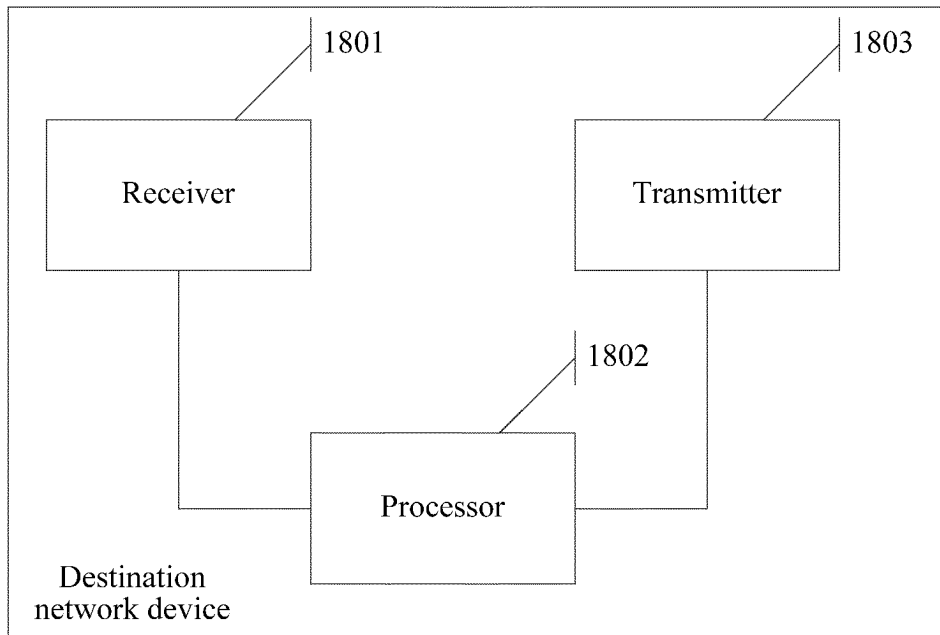 1801
1803
Receiver
Transmitter
1802
Processor
Destination
network device